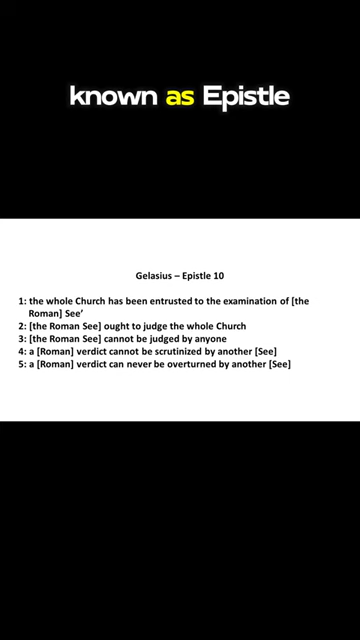 known as Epistle
Gelasius – Epistle 10
1: the whole Church has been entrusted to the examination of [the
Roman] See’
2: [the Roman See] ought to judge the whole Church
3: [the Roman See] cannot be judged by anyone
4: a [Roman] verdict cannot be scrutinized by another [See]
5: a [Roman] verdict can never be overturned by another [See]